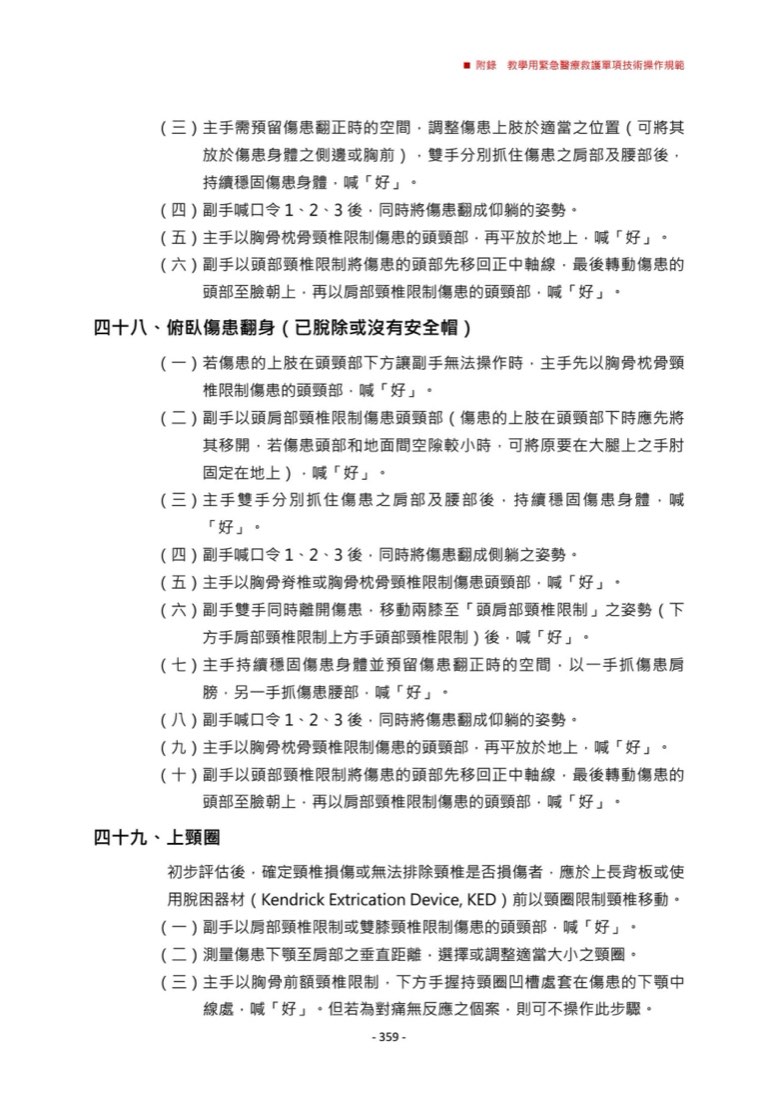 ■ 附錄 教學用緊急醫療救護單項技術操作規範
（三）主手需預留傷患翻正時的空間，調整傷患上肢於適當之位置（可將其
放於傷患身體之側邊或胸前），雙手分別抓住傷患之肩部及腰部後，
持續穩固傷患身體，喊「好」。
（四）副手喊口令 1、2、3 後，同時將傷患翻成仰躺的姿勢。
（五）主手以胸骨枕骨頸椎限制傷患的頭頸部，再平放於地上，喊「好」。
（六）副手以頭部頸椎限制將傷患的頭部先移回正中軸線，最後轉動傷患的
頭部至臉朝上，再以肩部頸椎限制傷患的頭頸部，喊「好」。
四十八、俯臥傷患翻身（已脫除或沒有安全帽）
（一）若傷患的上肢在頭頸部下方讓副手無法操作時，主手先以胸骨枕骨頸
椎限制傷患的頭頸部，喊「好」。
（二）副手以頭肩部頸椎限制傷患頭頸部（傷患的上肢在頭頸部下時應先將
其移開，若傷患頭部和地面間空隙較小時，可將原要在大腿上之手肘
固定在地上），喊「好」。
（三）主手雙手分別抓住傷患之肩部及腰部後，持續穩固傷患身體，喊
「好」。
（四）副手喊口令 1、2、3 後，同時將傷患翻成側躺之姿勢。
（五）主手以胸骨脊椎或胸骨枕骨頸椎限制傷患頭頸部，喊「好」。
（六）副手雙手同時離開傷患，移動兩膝至「頭肩部頸椎限制」之姿勢（下
方手肩部頸椎限制上方手頭部頸椎限制）後，喊「好」。
（七）主手持續穩固傷患身體並預留傷患翻正時的空間，以一手抓傷患肩
膀，另一手抓傷患腰部，喊「好」。
（八）副手喊口令 1、2、3 後，同時將傷患翻成仰躺的姿勢。
（九）主手以胸骨枕骨頸椎限制傷患的頭頸部，再平放於地上，喊「好」。
（十）副手以頭部頸椎限制將傷患的頭部先移回正中軸線，最後轉動傷患的
頭部至臉朝上，再以肩部頸椎限制傷患的頭頸部，喊「好」。
四十九、上頸圈
初步評估後，確定頸椎損傷或無法排除頸椎是否損傷者，應於上長背板或使
用脫困器材（Kendrick Extrication Device, KED）前以頸圈限制頸椎移動。
（一）副手以肩部頸椎限制或雙膝頸椎限制傷患的頭頸部，喊「好」。
（二）測量傷患下顎至肩部之垂直距離，選擇或調整適當大小之頸圈。
（三）主手以胸骨前額頸椎限制，下方手握持頸圈凹槽處套在傷患的下顎中
線處，喊「好」。但若為對痛無反應之個案，則可不操作此步驟。
- 359 -